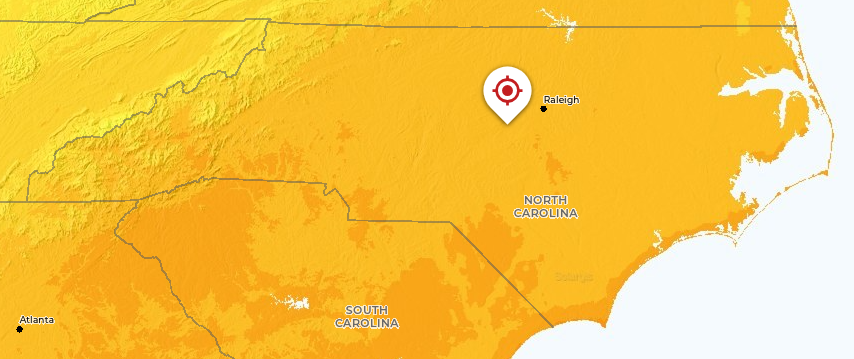 Raleigh
NORTH
CAROLINA
SOUTH
CAROLINA
Atlanta